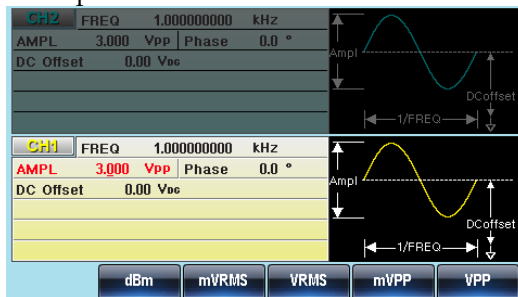 CH2 FREQ 1.000000000 kHz
AMPL 3.000 Vpp Phase 0.0 °
DC Offset 0.00 VDC
Ampl
DCoffset
1/FREQ
CH1 FREQ 1.000000000 kHz
AMPL 3.000 Vpp Phase 0.0 °
DC Offset 0.00 VDC
Ampl
DCoffset
1/FREQ
dBm mVRMS VRMS mVPP VPP